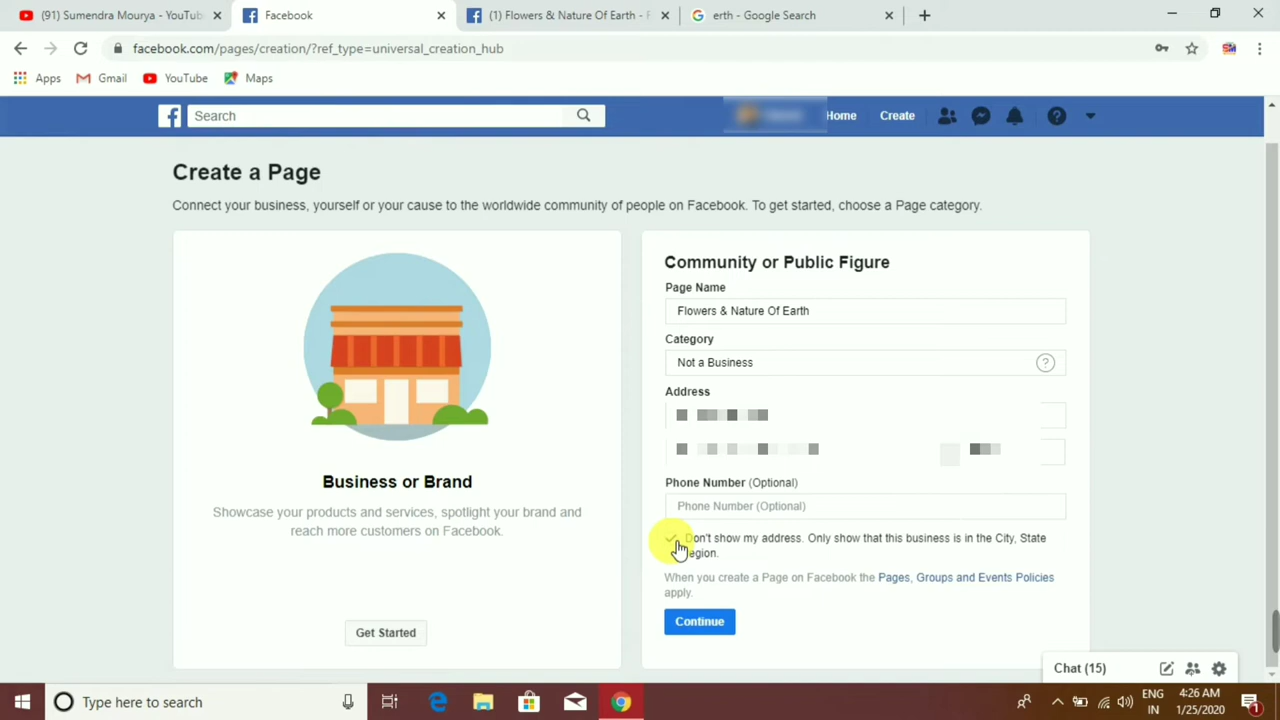 (91) Sumendra Mourya - YouTub
Facebook
(1) Flowers & Nature Of Earth - F
erth - Google Search
facebook.com/pages/creation/?ref_type=universal_creation_hub
Apps
Gmail
YouTube
Maps
Search
Home
Create
Create a Page
Connect your business, yourself or your cause to the worldwide community of people on Facebook. To get started, choose a Page category.
Business or Brand
Showcase your products and services, spotlight your brand and
reach more customers on Facebook.
Get Started
Community or Public Figure
Page Name
Flowers & Nature Of Earth
Category
Not a Business
Address
Phone Number (Optional)
Phone Number (Optional)
Don't show my address. Only show that this business is in the City, State
egion.
When you create a Page on Facebook the Pages, Groups and Events Policies
apply.
Continue
Chat (15)
Type here to search
ENG
IN
4:26 AM
1/25/2020
1